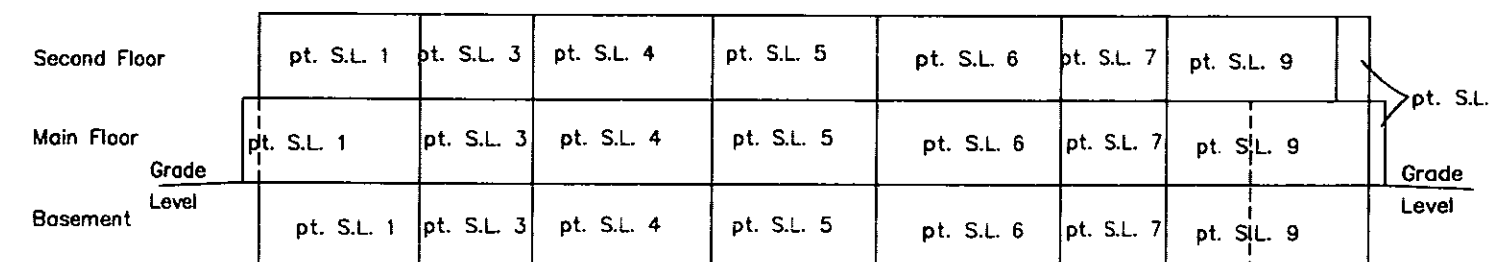 Second Floor pt. S.L. 1 pt. S.L. 3 pt. S.L. 4 pt. S.L. 5 pt. S.L. 6 pt. S.L. 7 pt. S.L. 9
pt. S.L.
Main Floor pt. S.L. 1 pt. S.L. 3 pt. S.L. 4 pt. S.L. 5 pt. S.L. 6 pt. S.L. 7 pt. S.L. 9
Grade Grade
Level Level
Basement pt. S.L. 1 pt. S.L. 3 pt. S.L. 4 pt. S.L. 5 pt. S.L. 6 pt. S.L. 7 pt. S.L. 9